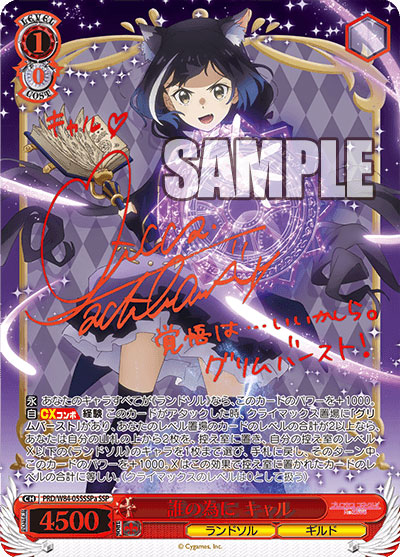 LEVEL
1
0
COST
キャル♡
SAMPLE
覚悟は…いいかしら。
グリムバースト!
永 あなたのキャラすべてが《ランドソル》なら、このカードのパワーを+1000。
自 CXコンボ 経験 このカードがアタックした時、クライマックス置場に「グリ
ムバースト」があり、あなたのレベル置場のカードのレベルの合計が2以上なら、
あなたは自分の山札の上から2枚を、控え室に置き、自分の控え室のレベル
X以下の《ランドソル》のキャラを1枚まで選び、手札に戻し、そのターン中
このカードのパワーを+1000。Xはこの効果で控え室に置かれたカードのレ
ベルの合計に等しい。(クライマックスのレベルは0として扱う)
CH PRD/W84-055SSPa SSP
4500
誰の為に キャル
ランドソル
ギルド
© Cygames, Inc.